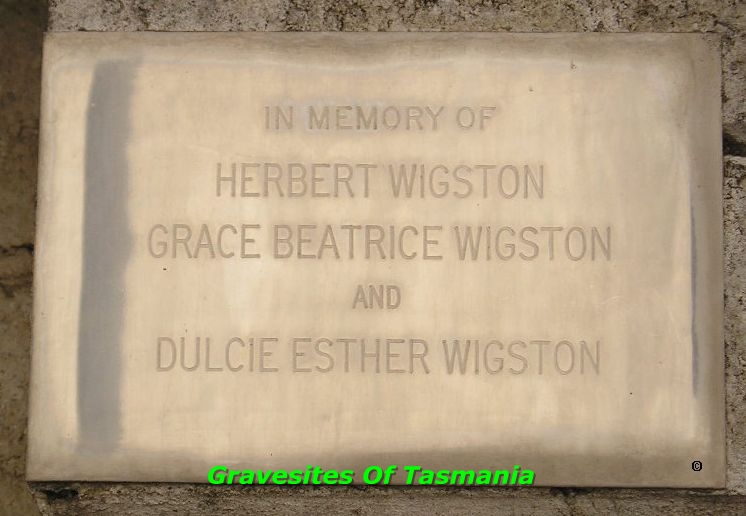 IN MEMORY OF
HERBERT WIGSTON
GRACE BEATRICE WIGSTON
AND
DULCIE ESTHER WIGSTON
©
Gravesites Of Tasmania